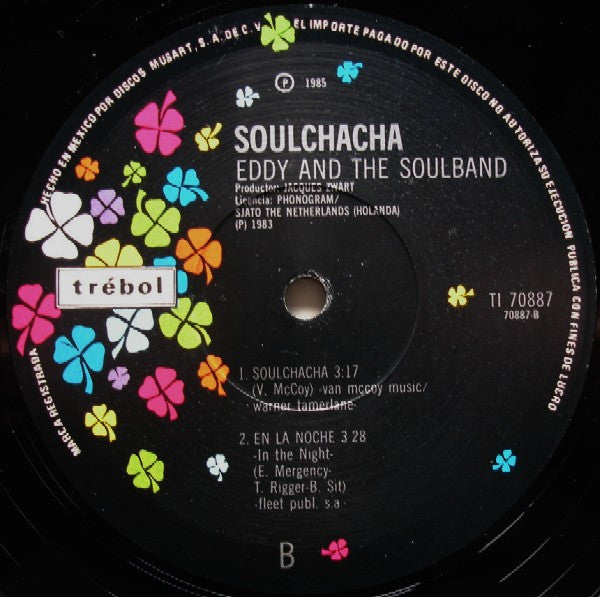 HECHO EN MEXICO POR DISCOS MUSART, S. A. DE C. V. EL IMPORTE PAGADO POR ESTE DISCO NO AUTORIZA SU EJECUCION PUBLICA CON FINES DE LUCRO
Ⓟ 1985
SOULCHACHA
EDDY AND THE SOULBAND
Productor: JACQUES ZWART
Licencia: PHONOGRAM/
SJATO THE NETHERLANDS (HOLANDA)
(P) 1983
trébol
TI 70887
70887-B
1. SOULCHACHA 3:17
(V. McCoy) -van mccoy music/
warner tamerlane-
2. EN LA NOCHE 3 28
-In the Night-
(E. Mergency-
T. Rigger-B. Sit)
-fleet publ. s.a-
MARCA REGISTRADA
B